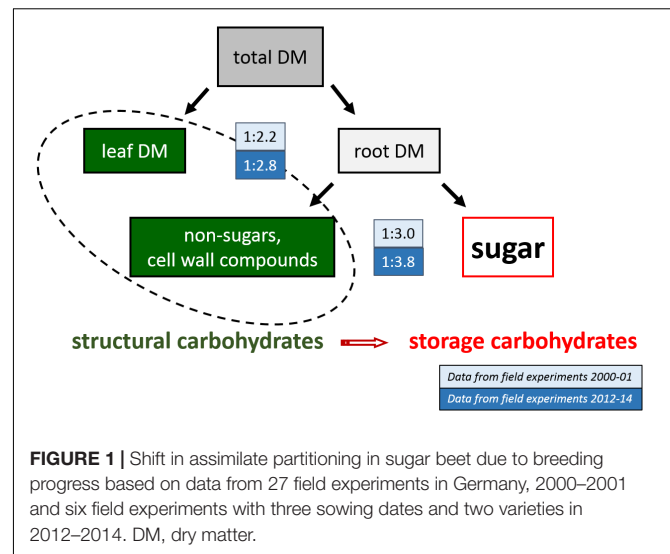 total DM
leaf DM
1:2.2
1:2.8
root DM
non-sugars,
cell wall compounds
1:3.0
1:3.8
sugar
structural carbohydrates
storage carbohydrates
Data from field experiments 2000-01
Data from field experiments 2012-14
FIGURE 1 | Shift in assimilate partitioning in sugar beet due to breeding
progress based on data from 27 field experiments in Germany, 2000–2001
and six field experiments with three sowing dates and two varieties in
2012–2014. DM, dry matter.